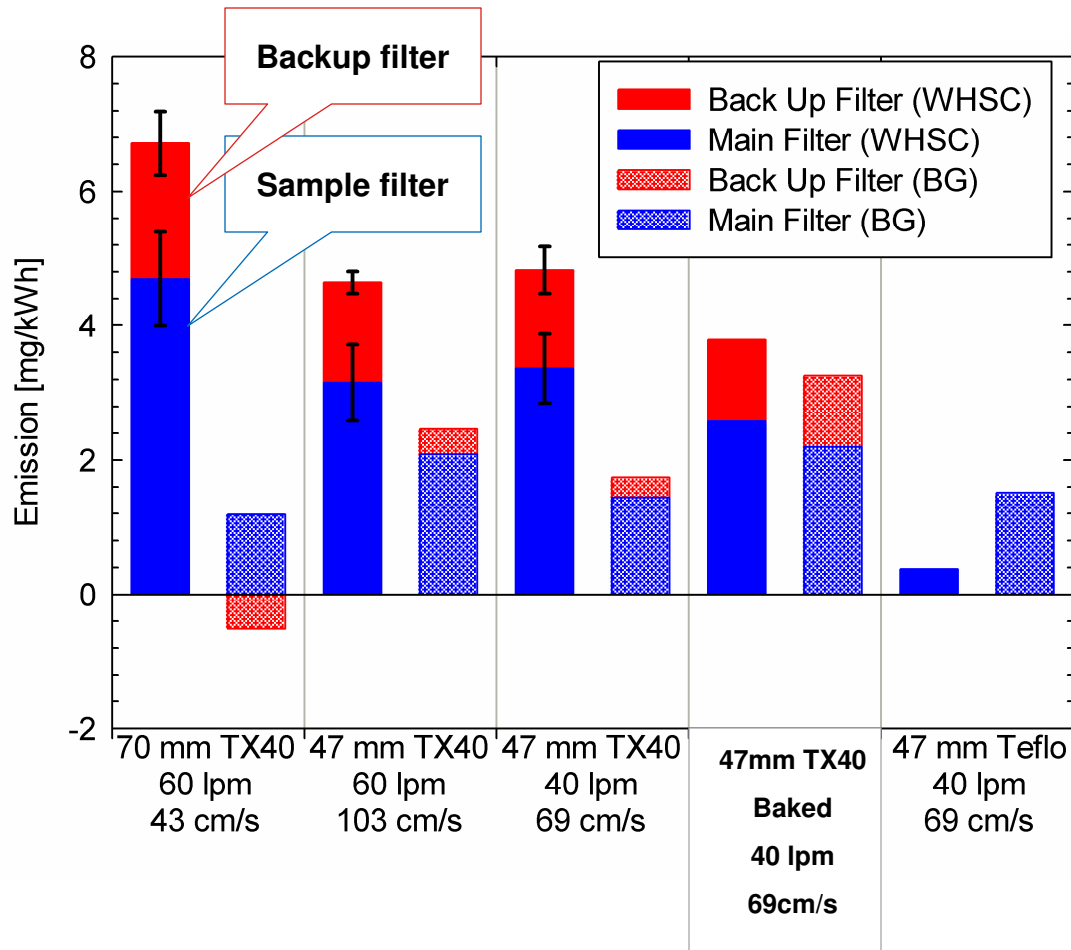 Backup filter
Sample filter
Back Up Filter (WHSC)
Main Filter (WHSC)
Back Up Filter (BG)
Main Filter (BG)
Emission [mg/kWh]
8
6
4
2
0
-2
70 mm TX40
60 lpm
43 cm/s
47 mm TX40
60 lpm
103 cm/s
47 mm TX40
40 lpm
69 cm/s
47mm TX40
Baked
40 lpm
69cm/s
47 mm Teflo
40 lpm
69 cm/s